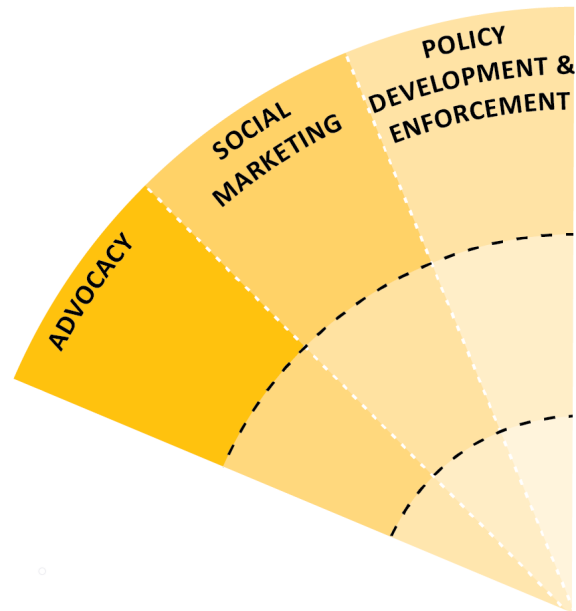 ADVOCACY
SOCIAL
MARKETING
POLICY
DEVELOPMENT &
ENFORCEMENT